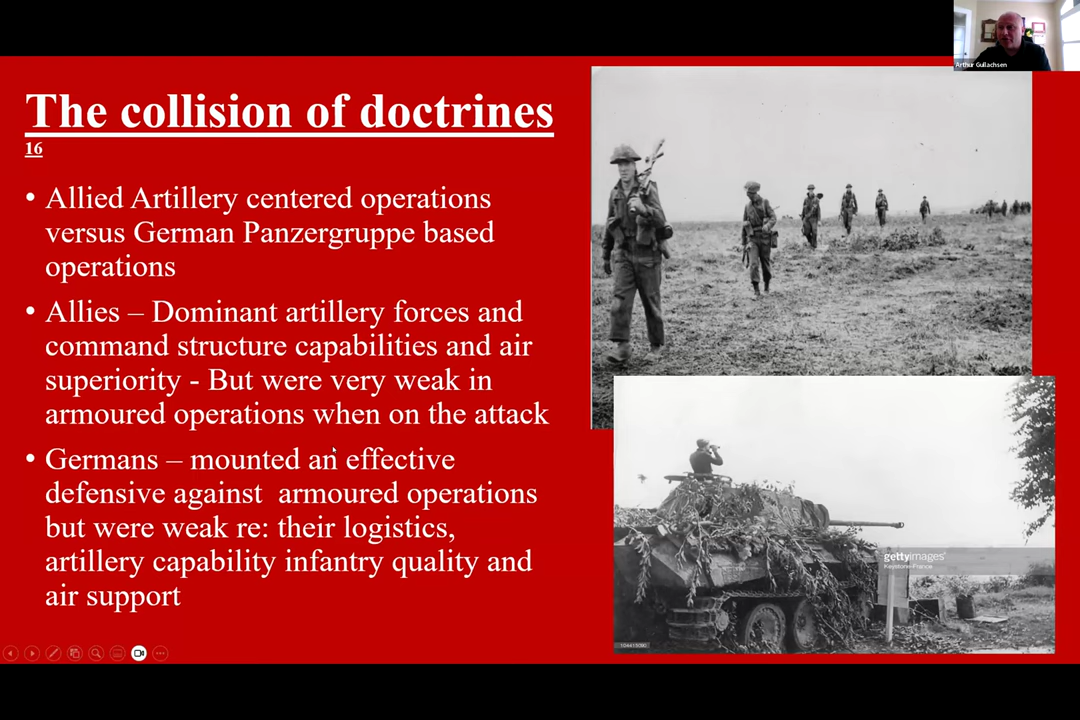 Arthur Gullachsen
The collision of doctrines
16
• Allied Artillery centered operations
versus German Panzergruppe based
operations
• Allies – Dominant artillery forces and
command structure capabilities and air
superiority - But were very weak in
armoured operations when on the attack
• Germans – mounted an effective
defensive against  armoured operations
but were weak re: their logistics,
artillery capability infantry quality and
air support
gettyimages®
Keystone-France
104415090